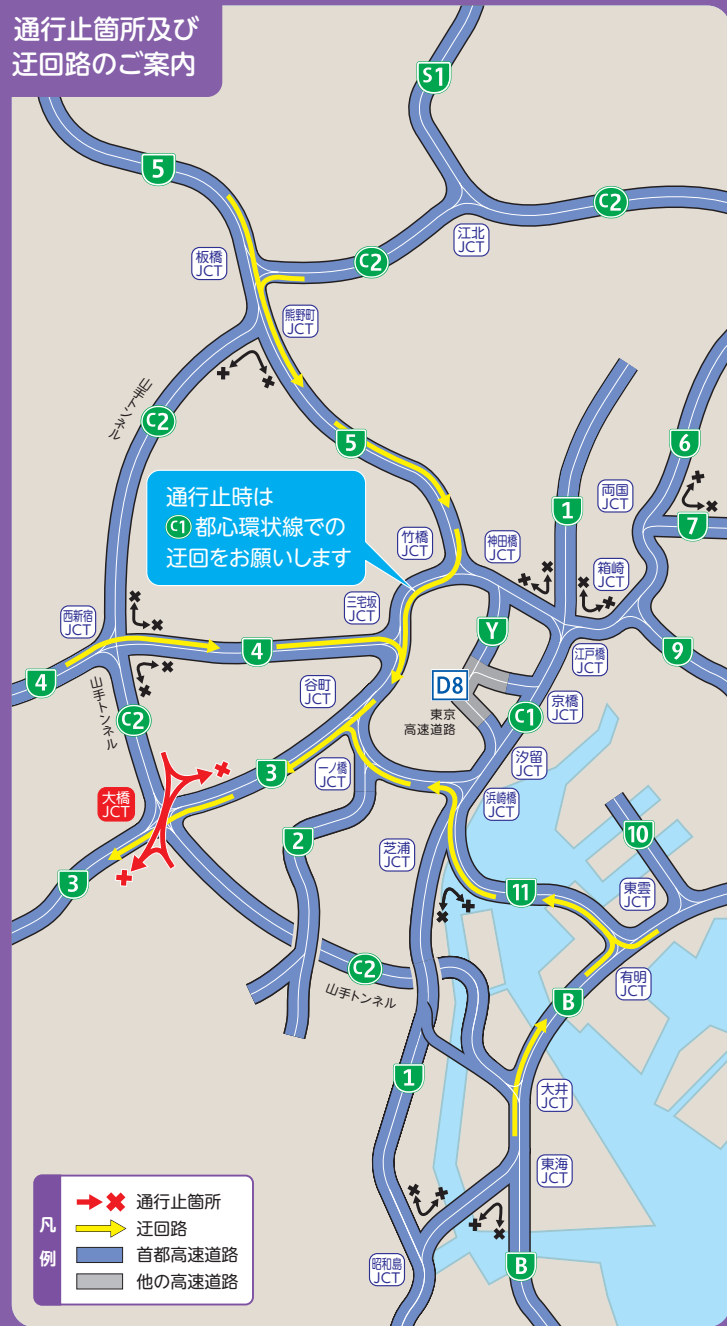 通行止箇所及び
迂回路のご案内
S1
5
C2
江北
JCT
板橋
JCT
C2
熊野町
JCT
山手トンネル
C2
5
6
両国
JCT
1
7
通行止時は
C1 都心環状線での
迂回をお願いします
竹橋
JCT
神田橋
JCT
箱崎
JCT
三宅坂
JCT
西新宿
JCT
Y
4
4
江戸橋
JCT
9
谷町
JCT
D8
東京
高速道路
京橋
JCT
C1
山手トンネル
C2
汐留
JCT
3
一ノ橋
JCT
浜崎橋
JCT
大橋
JCT
2
芝浦
JCT
10
3
11
東雲
JCT
C2
山手トンネル
有明
JCT
B
1
大井
JCT
東海
JCT
昭和島
JCT
B
凡例
通行止箇所
迂回路
首都高速道路
他の高速道路